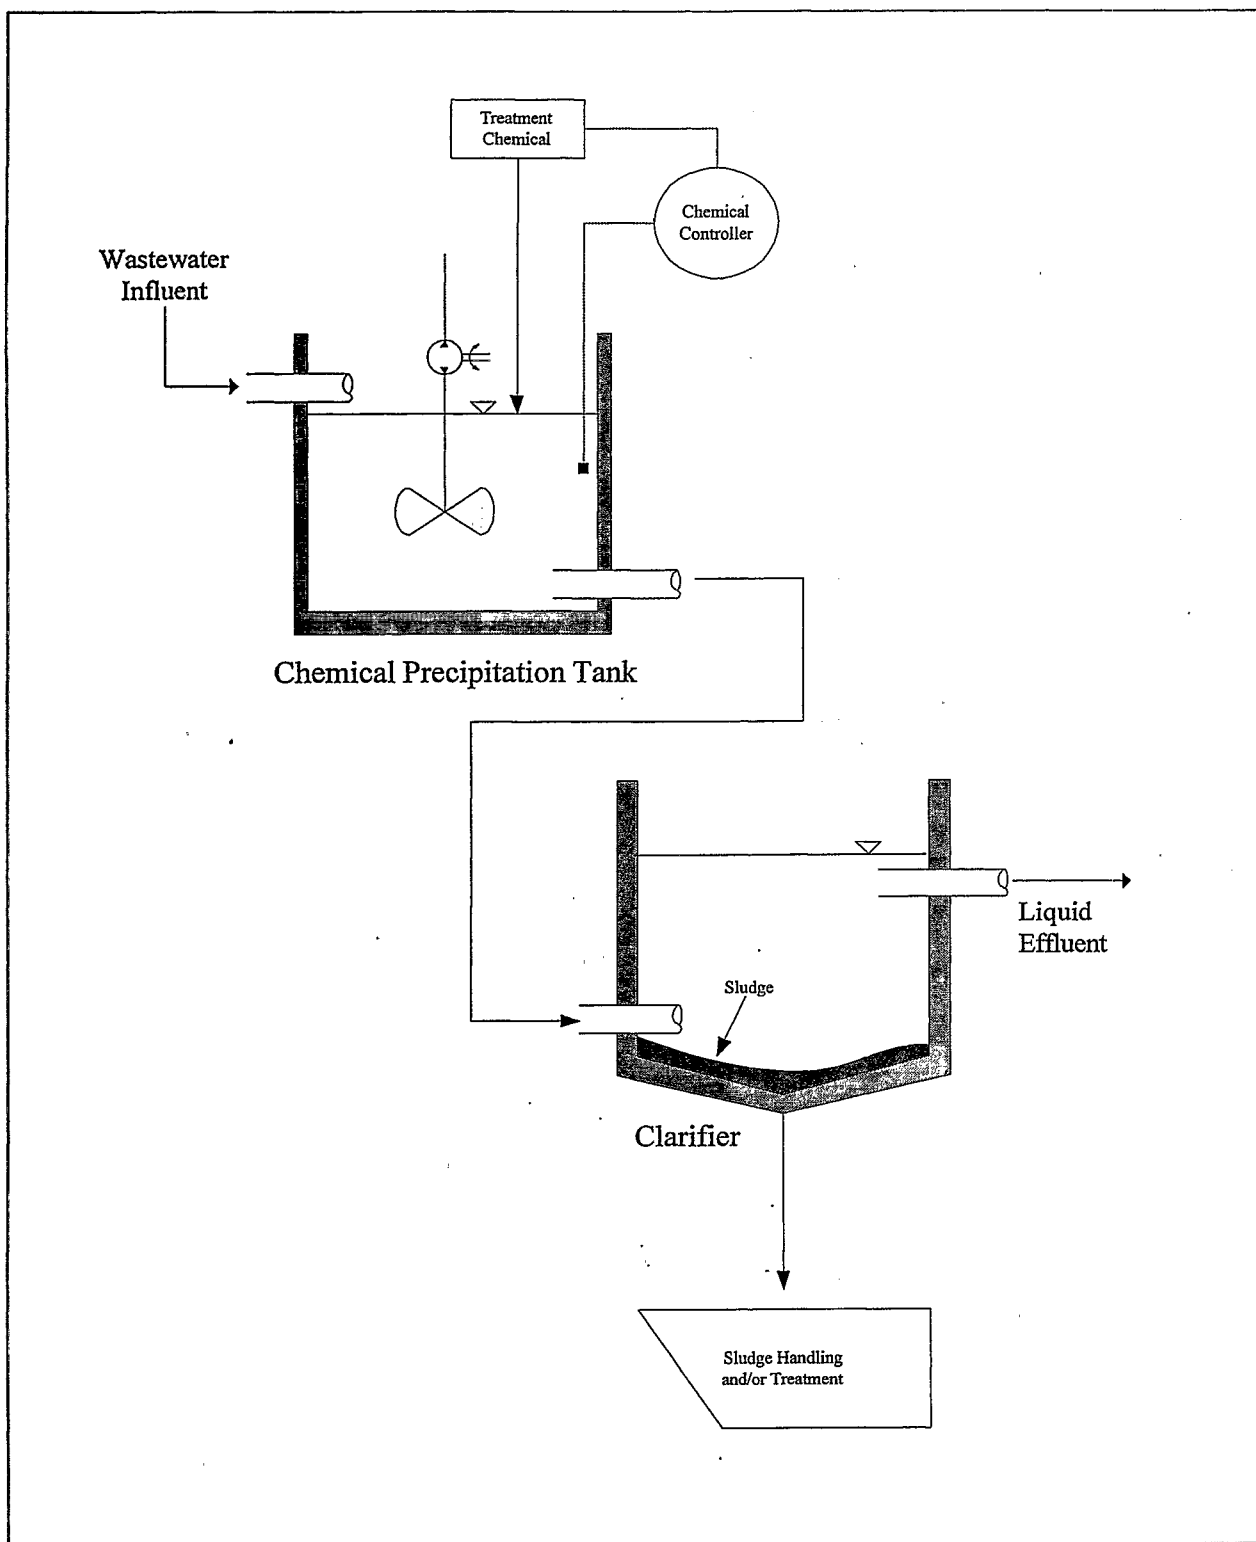 Treatment
Chemical
Chemical
Controller
Wastewater
Influent
Chemical Precipitation Tank
Liquid
Effluent
Sludge
Clarifier
Sludge Handling
and/or Treatment